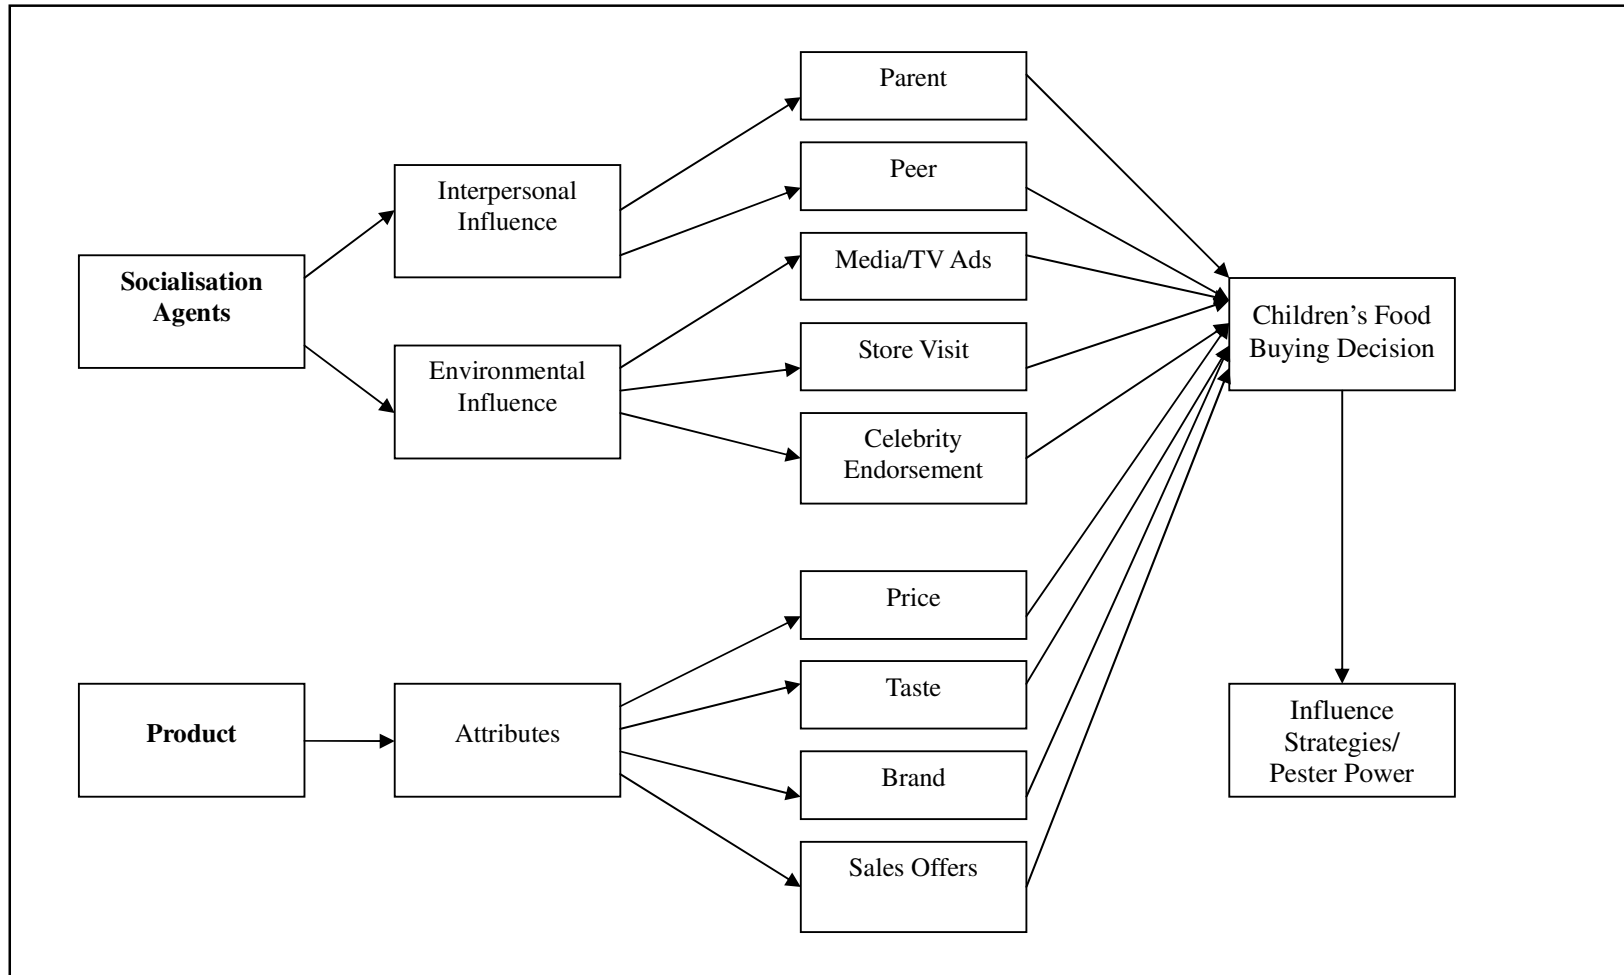 Parent
Peer
Interpersonal
Influence
Media/TV Ads
Socialisation
Agents
Children’s Food
Buying Decision
Store Visit
Environmental
Influence
Celebrity
Endorsement
Price
Taste
Product
Attributes
Influence
Strategies/
Pester Power
Brand
Sales Offers